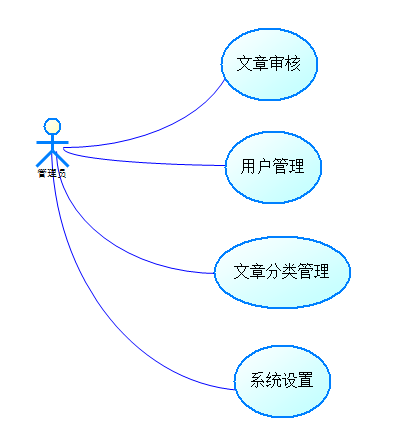 文章审核
用户管理
管理员
文章分类管理
系统设置